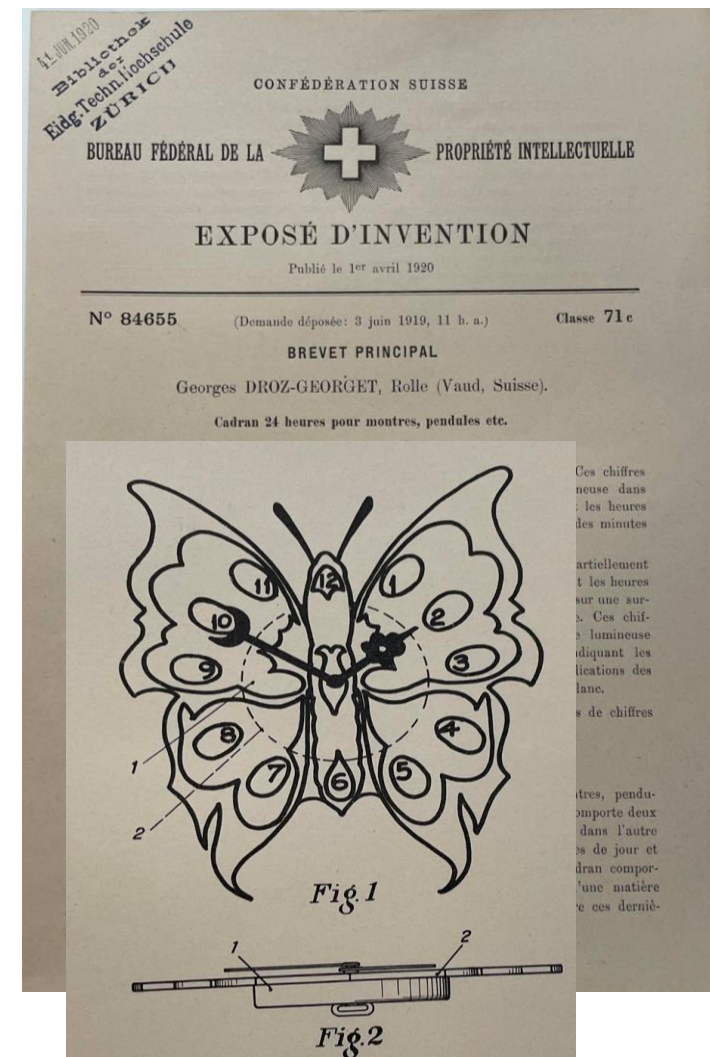 4 - JUN. 1920
Bibliothek
der
Eidg. Techn. Hochschule
ZÜRICH
CONFÉDÉRATION SUISSE
BUREAU FÉDÉRAL DE LA PROPRIÉTÉ INTELLECTUELLE
EXPOSÉ D'INVENTION
Publié le 1er avril 1920
Nº 84655 (Demande déposée: 3 juin 1919, 11 h. a.) Classe 71 c
BREVET PRINCIPAL
Georges DROZ-GEORGET, Rolle (Vaud, Suisse).
Cadran 24 heures pour montres, pendules etc.
Ces chiffres
neuse dans
les heures
des minutes
artiellement
t les heures
sur une sur-
e. Ces chif-
e lumineuse
diquant les
lications des
lanc.
s de chiffres
tres, pendu-
omporte deux
dans l'autre
es de jour et
dran compor-
'une matière
re ces derniè-
11 12 1
10 2
9 3
8 4
7 6 5
1
2
Fig.1
1 2
Fig.2